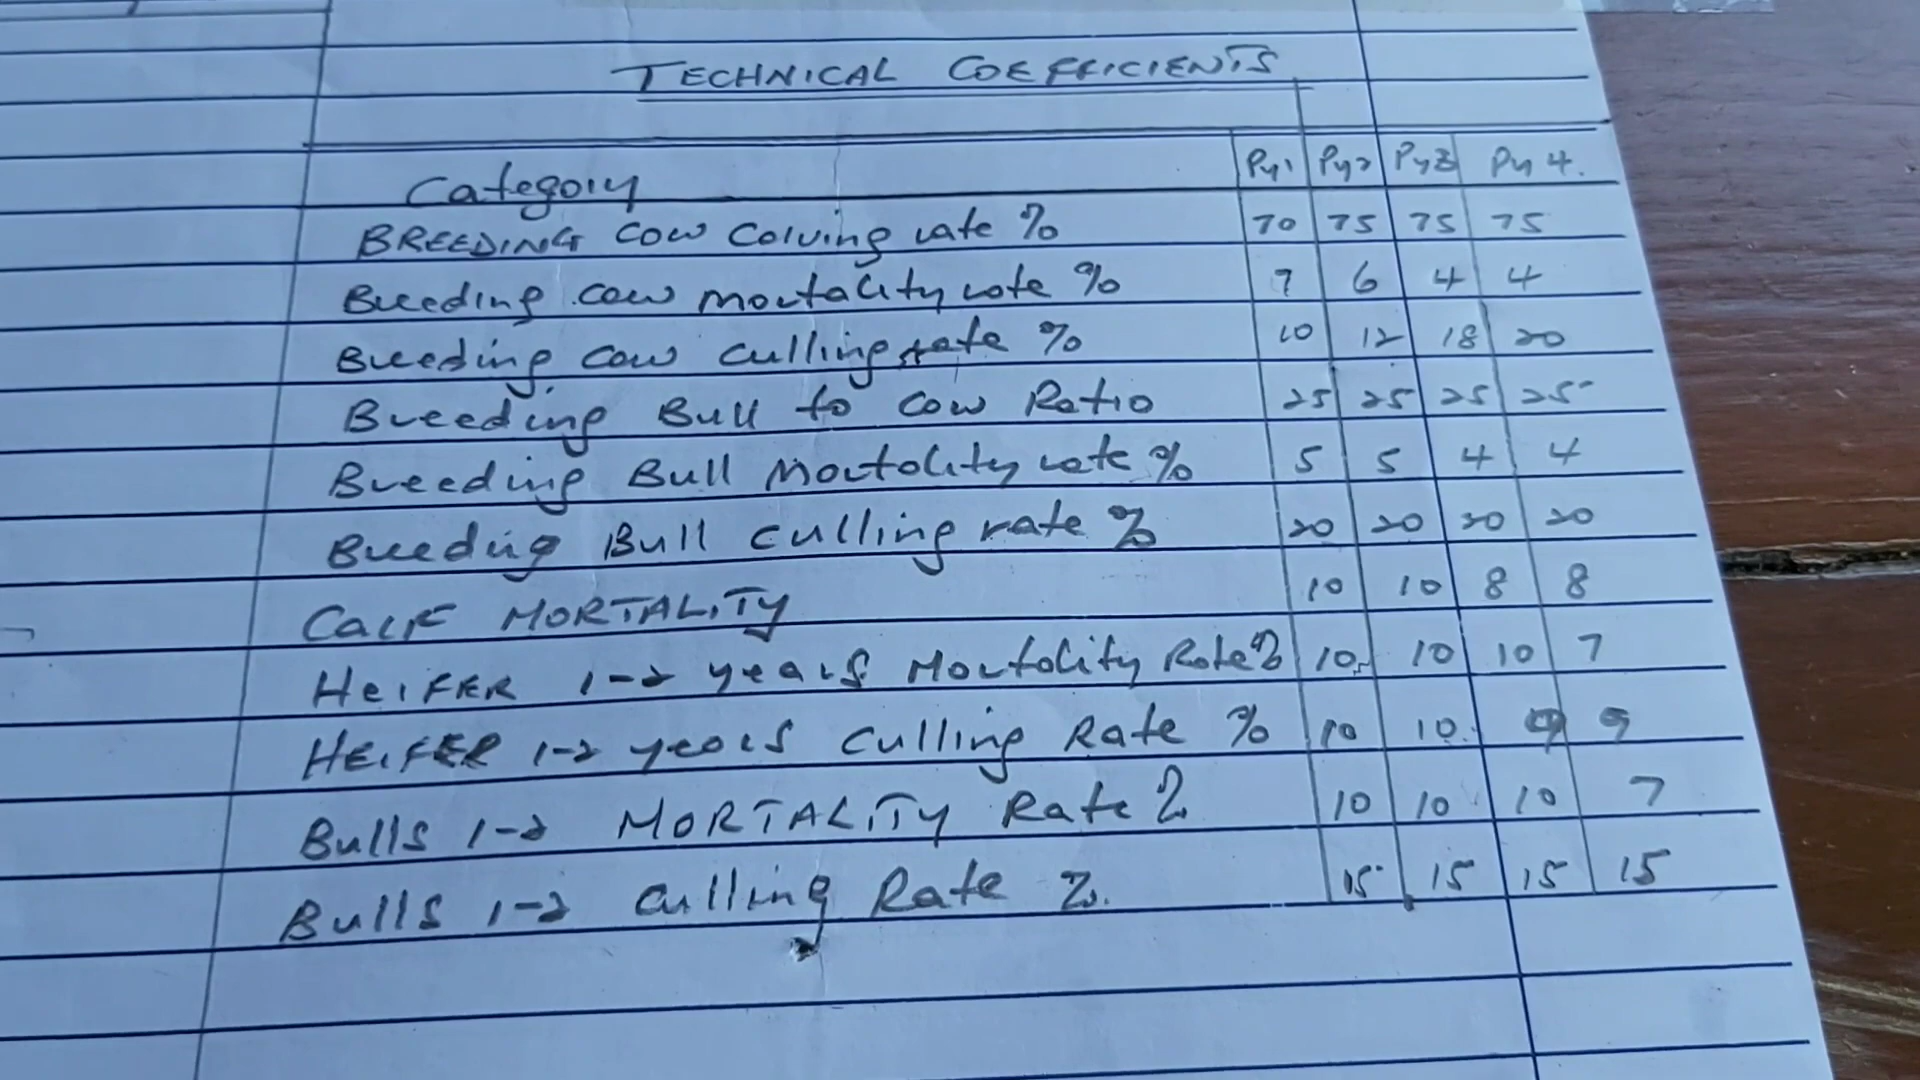 TECHNICAL COEFFICIENTS
Category Py1 Py2 Py3 Py 4.
BREEDING COW Calving rate % 70 75 75 75
Breeding cow mortality rate % 7 6 4 4
Breeding cow culling rate % 10 12 18 20
Breeding Bull to cow Ratio 25 25 25 25
Breeding Bull Mortality rate % 5 5 4 4
Breeding Bull culling rate % 20 20 20 20
CALF MORTALITY 10 10 8 8
HEIFER 1-2 years Mortality Rate % 10 10 10 7
HEIFER 1-2 years culling Rate % 10 10 9
Bulls 1-2 MORTALITY Rate % 10 10 10 7
Bulls 1-2 culling Rate %. 15 15 15 15